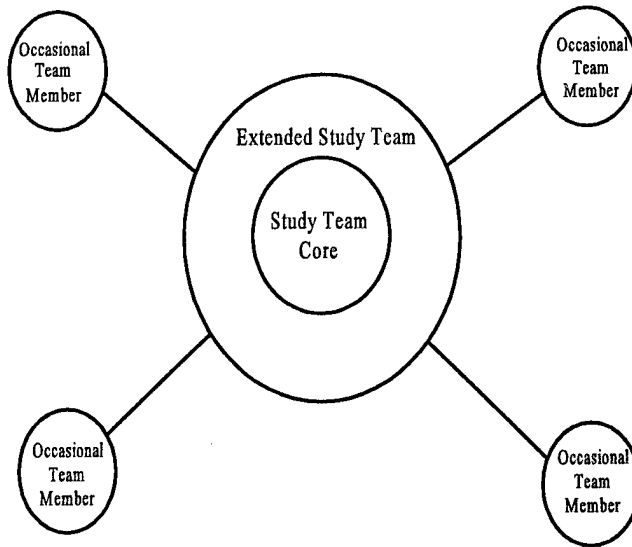 Occasional
Team
Member
Occasional
Team
Member
Extended Study Team
Study Team
Core
Occasional
Team
Member
Occasional
Team
Member